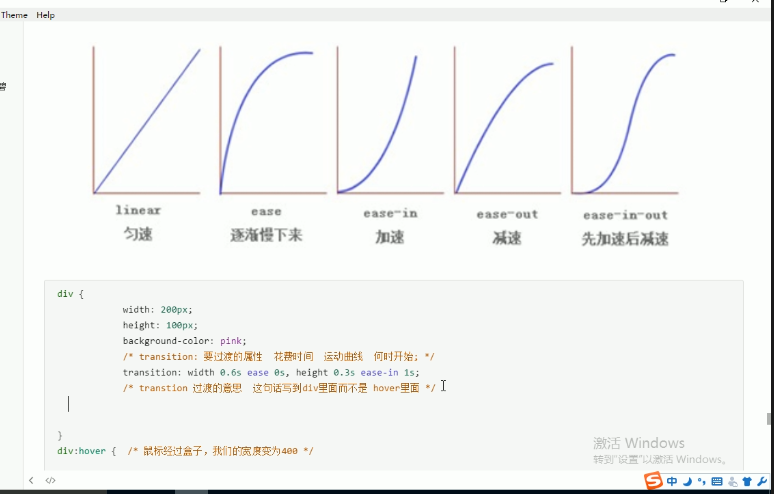 Theme Help
linear ease ease-in ease-out ease-in-out
匀速 逐渐慢下来 加速 减速 先加速后减速
div {
width: 200px;
height: 100px;
background-color: pink;
/* transition: 要过渡的属性 花费时间 运动曲线 何时开始; */
transition: width 0.6s ease 0s, height 0.3s ease-in 1s;
/* transtion 过渡的意思 这句话写到div里面而不是 hover里面 */
}
div:hover { /* 鼠标经过盒子，我们的宽度变为400 */
激活 Windows
转到"设置"以激活 Windows。
中